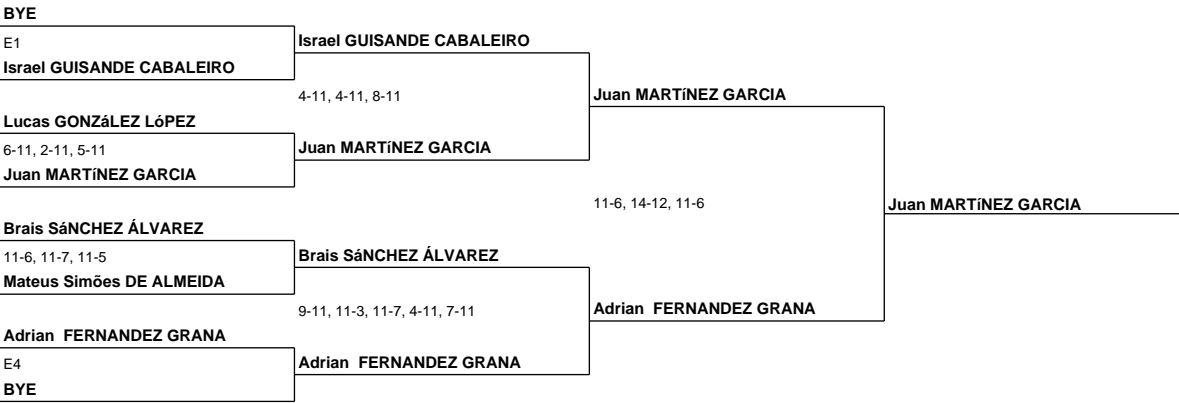 BYE
E1
Israel GUISANDE CABALEIRO
Israel GUISANDE CABALEIRO
4-11, 4-11, 8-11
Juan MARTíNEZ GARCIA
Lucas GONZáLEZ LóPEZ
6-11, 2-11, 5-11
Juan MARTíNEZ GARCIA
Juan MARTíNEZ GARCIA
11-6, 14-12, 11-6
Juan MARTíNEZ GARCIA
Brais SáNCHEZ ÁLVAREZ
11-6, 11-7, 11-5
Brais SáNCHEZ ÁLVAREZ
Mateus Simões DE ALMEIDA
9-11, 11-3, 11-7, 4-11, 7-11
Adrian  FERNANDEZ GRANA
Adrian  FERNANDEZ GRANA
E4
Adrian  FERNANDEZ GRANA
BYE